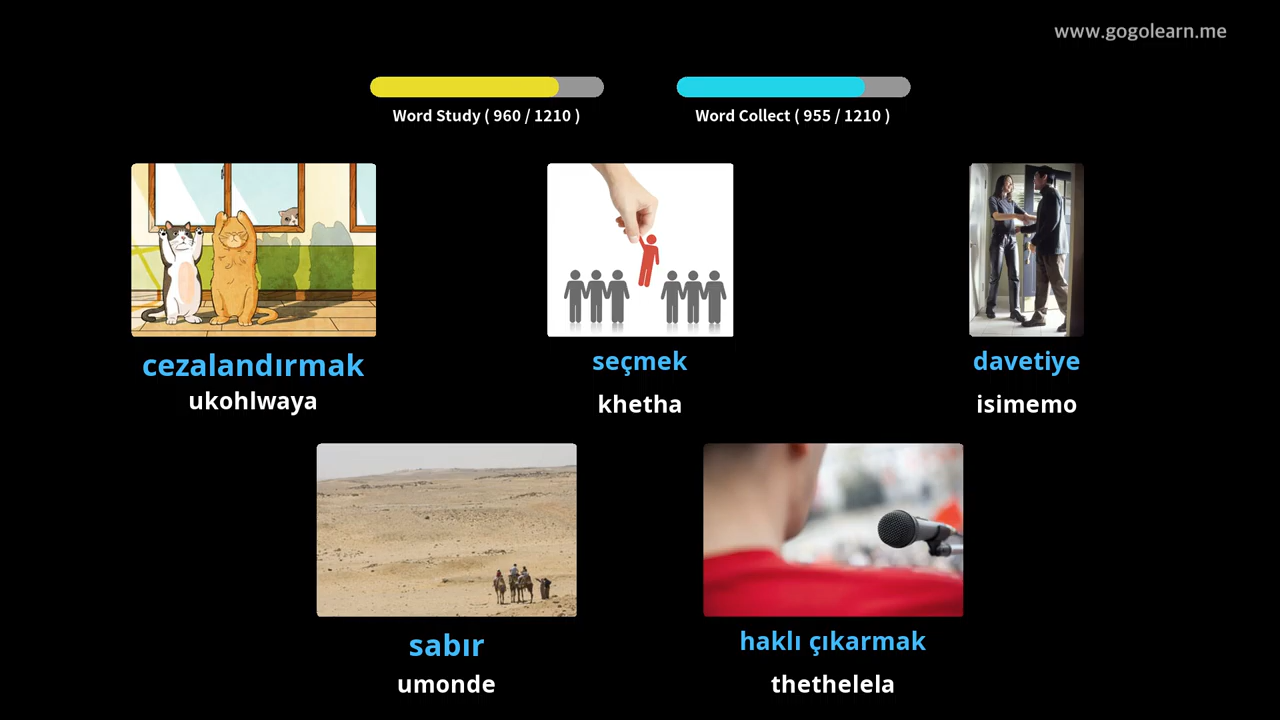 www.gogolearn.me
Word Study ( 960 / 1210 )
Word Collect ( 955 / 1210 )
cezalandırmak
ukohlwaya
seçmek
khetha
davetiye
isimemo
sabır
umonde
haklı çıkarmak
thethelela